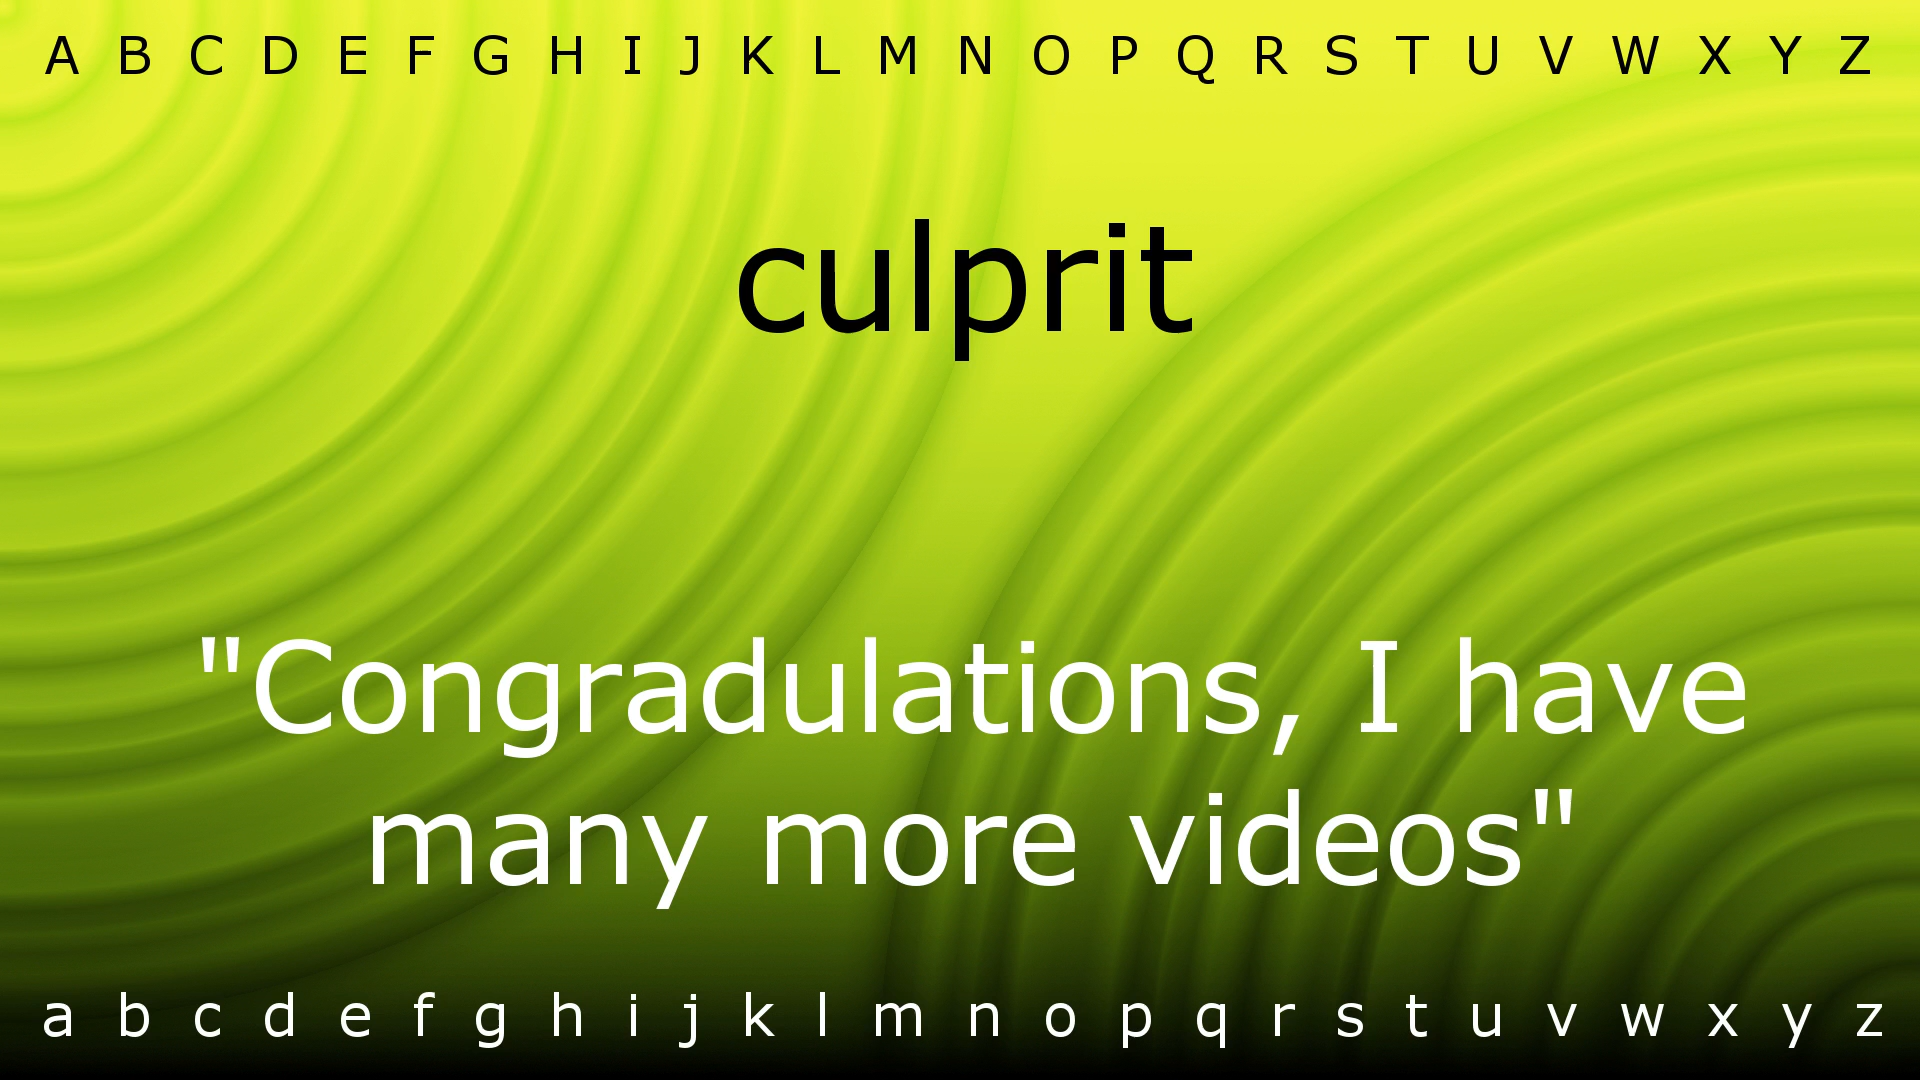 A B C D E F G H I J K L M N O P Q R S T U V W X Y Z
culprit
"Congradulations, I have
many more videos"
a b c d e f g h i j k l m n o p q r s t u v w x y z